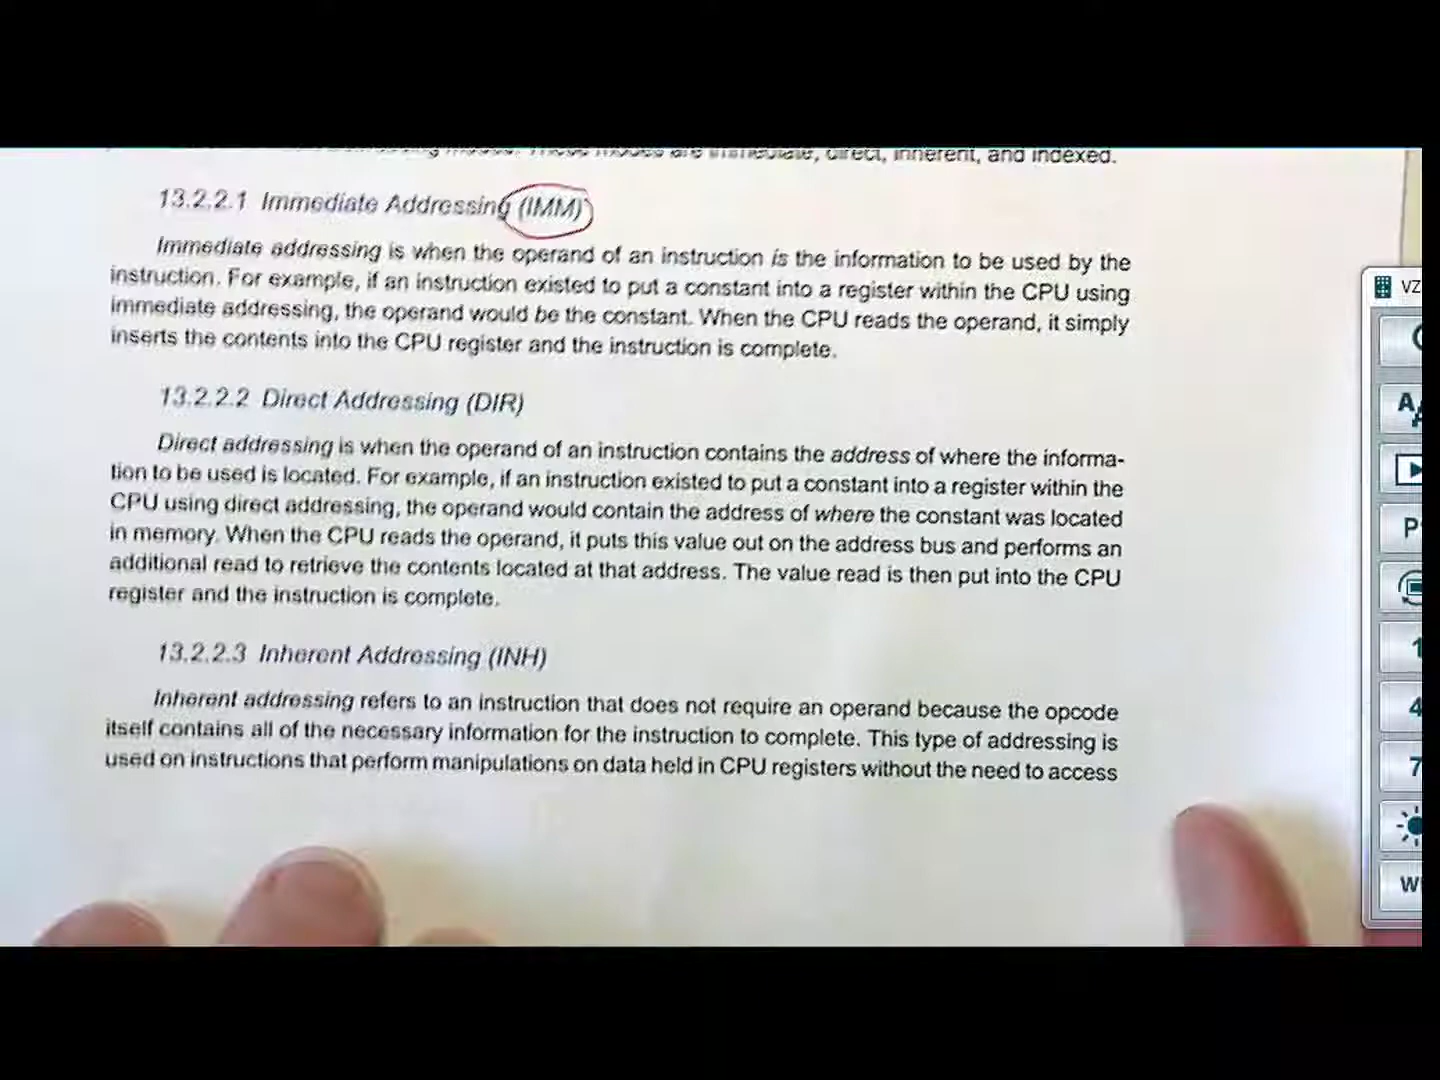 modes. These modes are immediate, direct, inherent, and indexed.
13.2.2.1 Immediate Addressing (IMM)
Immediate addressing is when the operand of an instruction is the information to be used by the
instruction. For example, if an instruction existed to put a constant into a register within the CPU using
immediate addressing, the operand would be the constant. When the CPU reads the operand, it simply
inserts the contents into the CPU register and the instruction is complete.
13.2.2.2 Direct Addressing (DIR)
Direct addressing is when the operand of an instruction contains the address of where the informa-
tion to be used is located. For example, if an instruction existed to put a constant into a register within the
CPU using direct addressing, the operand would contain the address of where the constant was located
in memory. When the CPU reads the operand, it puts this value out on the address bus and performs an
additional read to retrieve the contents located at that address. The value read is then put into the CPU
register and the instruction is complete.
13.2.2.3 Inherent Addressing (INH)
Inherent addressing refers to an instruction that does not require an operand because the opcode
itself contains all of the necessary information for the instruction to complete. This type of addressing is
used on instructions that perform manipulations on data held in CPU registers without the need to access
VZ
A
P
1
4
7
W